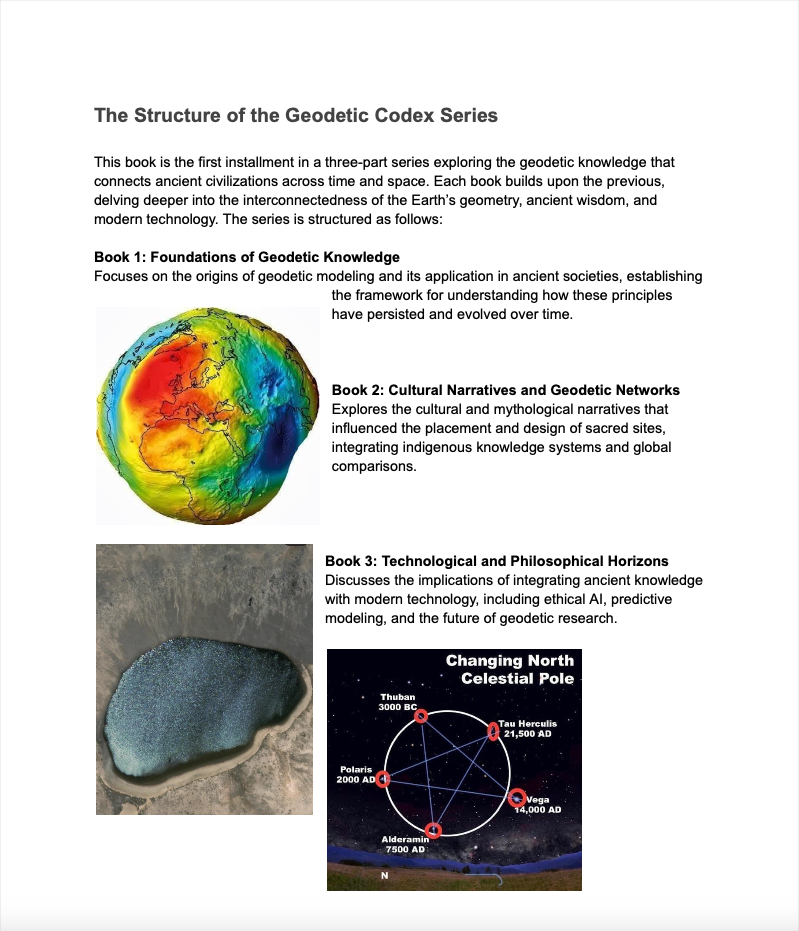 The Structure of the Geodetic Codex Series
This book is the first installment in a three-part series exploring the geodetic knowledge that
connects ancient civilizations across time and space. Each book builds upon the previous,
delving deeper into the interconnectedness of the Earth’s geometry, ancient wisdom, and
modern technology. The series is structured as follows:
Book 1: Foundations of Geodetic Knowledge
Focuses on the origins of geodetic modeling and its application in ancient societies, establishing
the framework for understanding how these principles
have persisted and evolved over time.
Book 2: Cultural Narratives and Geodetic Networks
Explores the cultural and mythological narratives that
influenced the placement and design of sacred sites,
integrating indigenous knowledge systems and global
comparisons.
Book 3: Technological and Philosophical Horizons
Discusses the implications of integrating ancient knowledge
with modern technology, including ethical AI, predictive
modeling, and the future of geodetic research.
Changing North
Celestial Pole
Thuban
3000 BC
Tau Herculis
21,500 AD
Polaris
2000 AD
Vega
14,000 AD
Alderamin
7500 AD
N